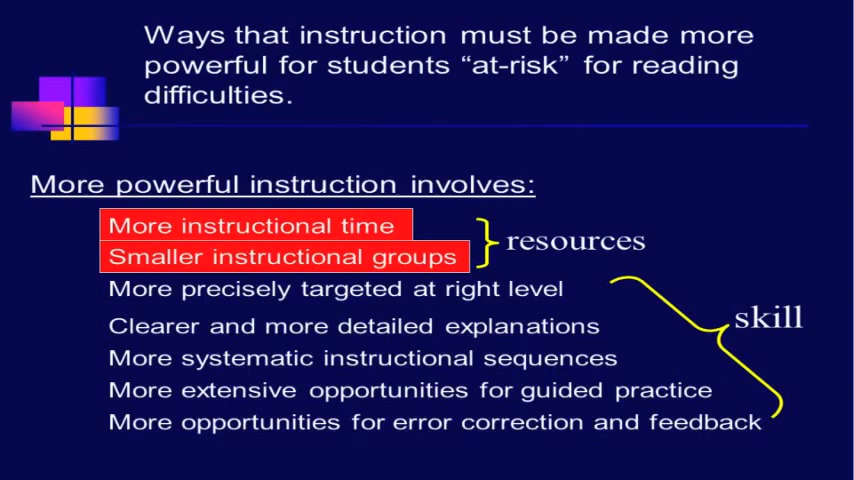 Ways that instruction must be made more
powerful for students “at-risk” for reading
difficulties.
More powerful instruction involves:
More instructional time
Smaller instructional groups
resources
More precisely targeted at right level
Clearer and more detailed explanations
skill
More systematic instructional sequences
More extensive opportunities for guided practice
More opportunities for error correction and feedback